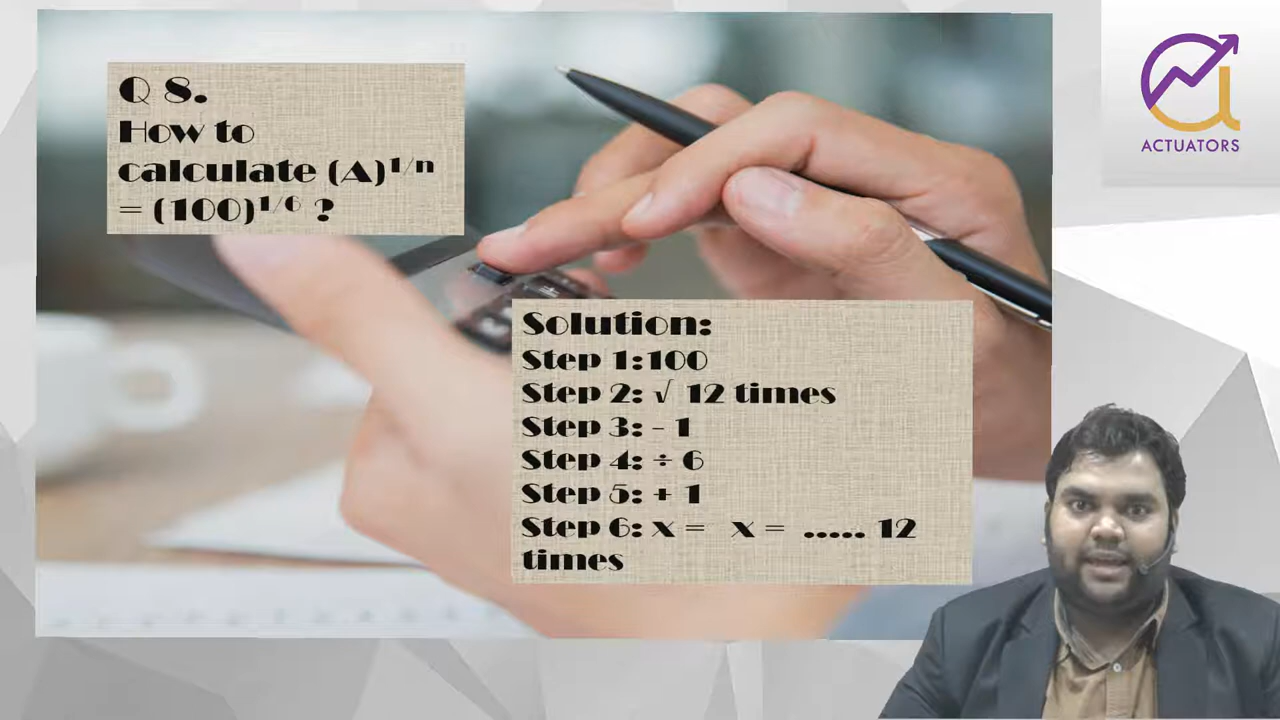 Q 8.
How to
calculate (A)¹/ⁿ
= (100)¹/⁶ ?
Solution:
Step 1:100
Step 2: √ 12 times
Step 3: - 1
Step 4: ÷ 6
Step 5: + 1
Step 6: x = x = ..... 12
times
ACTUATORS